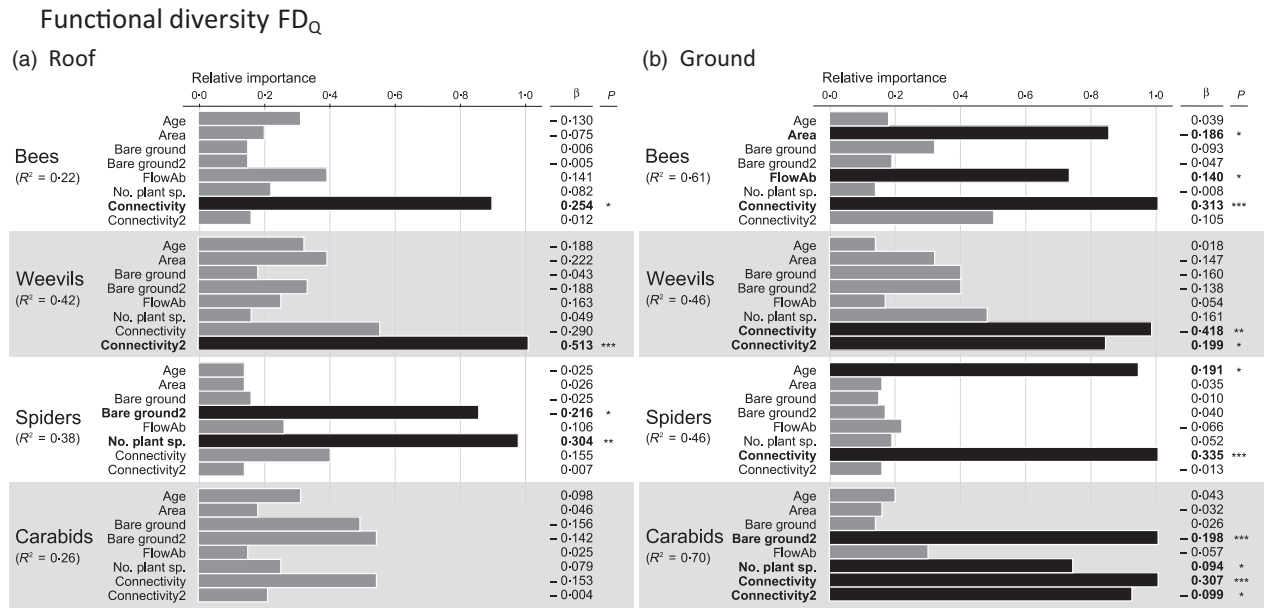 Functional diversity FDQ
(a) Roof
Relative importance
0·0 0·2 0·4 0·6 0·8 1·0 β P
Bees
(R² = 0·22)
Age − 0·130
Area − 0·075
Bare ground 0·006
Bare ground2 − 0·005
FlowAb 0·141
No. plant sp. 0·082
Connectivity 0·254 *
Connectivity2 0·012
Weevils
(R² = 0·42)
Age − 0·188
Area − 0·222
Bare ground − 0·043
Bare ground2 − 0·188
FlowAb 0·163
No. plant sp. 0·049
Connectivity − 0·290
Connectivity2 0·513 ***
Spiders
(R² = 0·38)
Age − 0·025
Area 0·026
Bare ground − 0·025
Bare ground2 − 0·216 *
FlowAb 0·106
No. plant sp. 0·304 **
Connectivity 0·155
Connectivity2 0·007
Carabids
(R² = 0·26)
Age 0·098
Area 0·046
Bare ground − 0·156
Bare ground2 − 0·142
FlowAb 0·025
No. plant sp. 0·079
Connectivity − 0·153
Connectivity2 − 0·004
(b) Ground
Relative importance
0·0 0·2 0·4 0·6 0·8 1·0 β P
Bees
(R² = 0·61)
Age 0·039
Area − 0·186 *
Bare ground 0·093
Bare ground2 − 0·047
FlowAb 0·140 *
No. plant sp. − 0·008
Connectivity 0·313 ***
Connectivity2 0·105
Weevils
(R² = 0·46)
Age 0·018
Area − 0·147
Bare ground − 0·160
Bare ground2 − 0·138
FlowAb 0·054
No. plant sp. 0·161
Connectivity − 0·418 **
Connectivity2 0·199 *
Spiders
(R² = 0·46)
Age 0·191 *
Area 0·035
Bare ground 0·010
Bare ground2 0·040
FlowAb − 0·066
No. plant sp. 0·052
Connectivity 0·335 ***
Connectivity2 − 0·013
Carabids
(R² = 0·70)
Age 0·043
Area − 0·032
Bare ground 0·026
Bare ground2 − 0·198 ***
FlowAb − 0·057
No. plant sp. 0·094 *
Connectivity 0·307 ***
Connectivity2 − 0·099 *